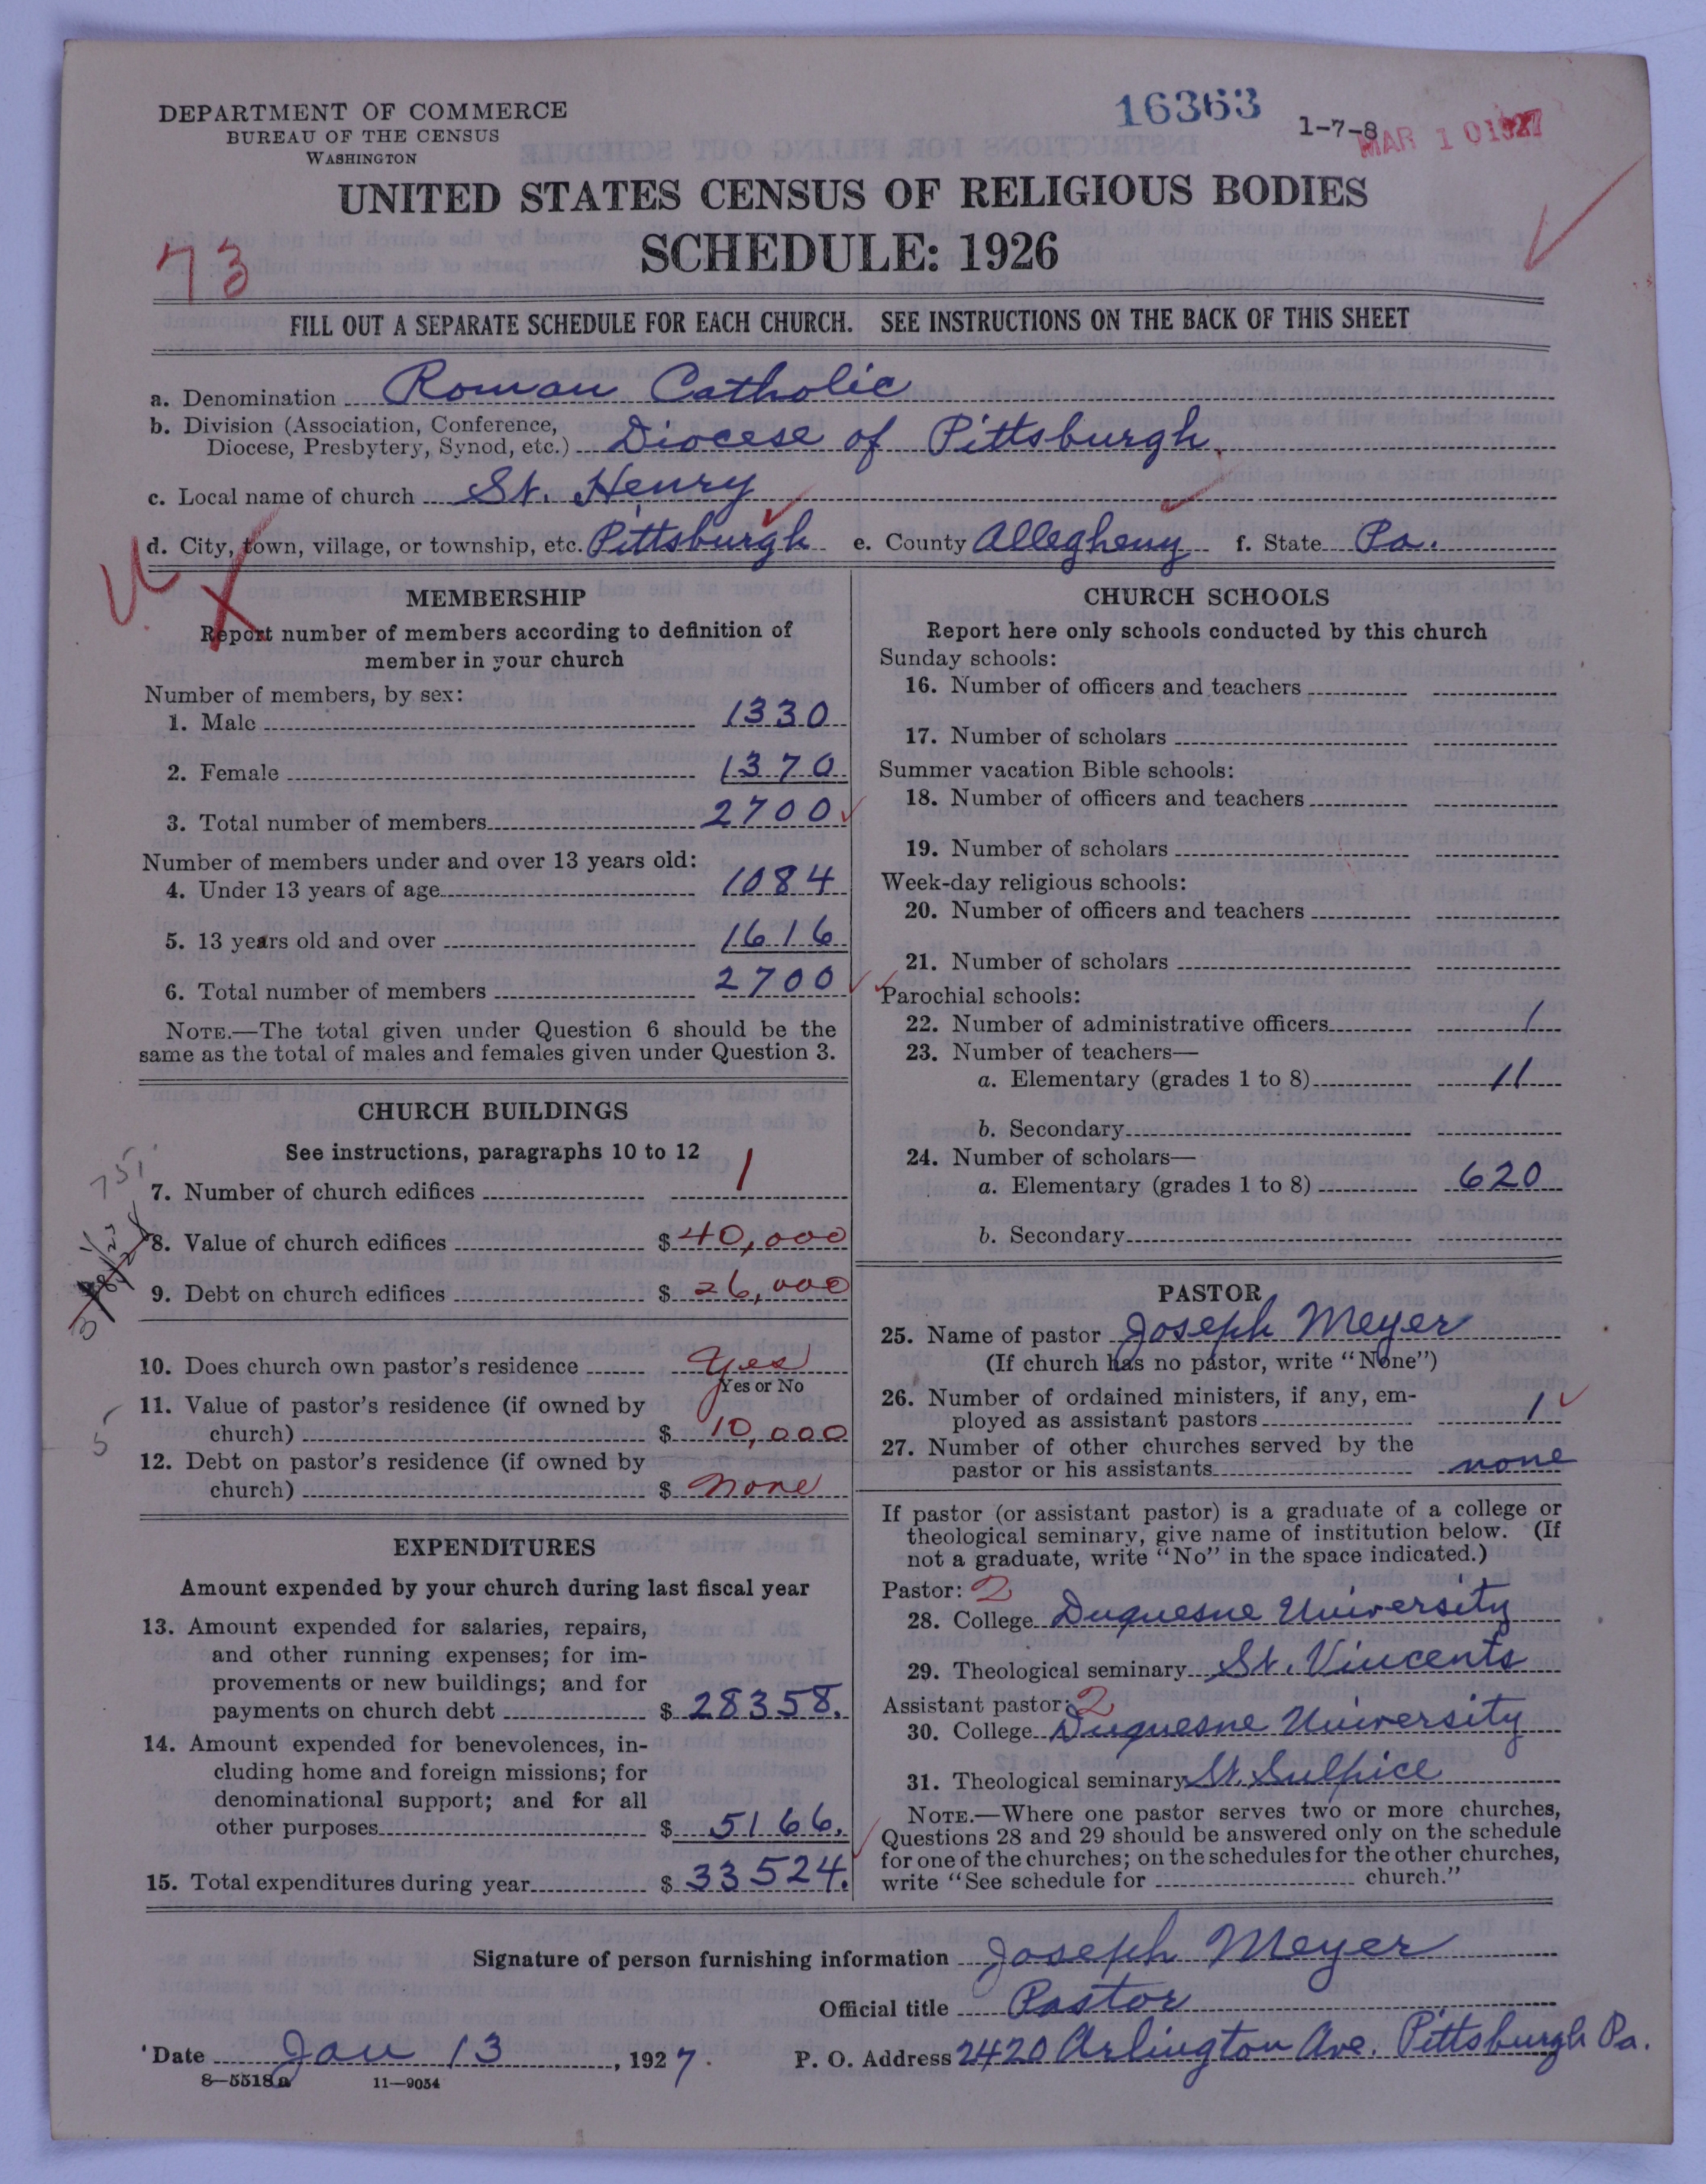 DEPARTMENT OF COMMERCE
BUREAU OF THE CENSUS
WASHINGTON
16363
1-7-8
MAR 10 1927
UNITED STATES CENSUS OF RELIGIOUS BODIES
SCHEDULE: 1926
73
FILL OUT A SEPARATE SCHEDULE FOR EACH CHURCH. SEE INSTRUCTIONS ON THE BACK OF THIS SHEET
a. Denomination Roman Catholic
b. Division (Association, Conference,
Diocese, Presbytery, Synod, etc.) Diocese of Pittsburgh
c. Local name of church St. Henry
d. City, town, village, or township, etc. Pittsburgh e. County Allegheny f. State Pa.
MEMBERSHIP
Report number of members according to definition of
member in your church
Number of members, by sex:
1. Male 1330
2. Female 1370
3. Total number of members 2700
Number of members under and over 13 years old:
4. Under 13 years of age 1084
5. 13 years old and over 1616
6. Total number of members 2700
NOTE.—The total given under Question 6 should be the
same as the total of males and females given under Question 3.
CHURCH BUILDINGS
See instructions, paragraphs 10 to 12
7. Number of church edifices 1
8. Value of church edifices $ 40,000
9. Debt on church edifices $ 26,000
10. Does church own pastor's residence Yes
Yes or No
11. Value of pastor's residence (if owned by
church) $ 10,000
12. Debt on pastor's residence (if owned by
church) $ none
5
EXPENDITURES
Amount expended by your church during last fiscal year
13. Amount expended for salaries, repairs,
and other running expenses; for im-
provements or new buildings; and for
payments on church debt $ 28358.
14. Amount expended for benevolences, in-
cluding home and foreign missions; for
denominational support; and for all
other purposes $ 5166.
15. Total expenditures during year $ 33524.
CHURCH SCHOOLS
Report here only schools conducted by this church
Sunday schools:
16. Number of officers and teachers
17. Number of scholars
Summer vacation Bible schools:
18. Number of officers and teachers
19. Number of scholars
Week-day religious schools:
20. Number of officers and teachers
21. Number of scholars
Parochial schools:
22. Number of administrative officers 1
23. Number of teachers—
a. Elementary (grades 1 to 8) 11
b. Secondary
24. Number of scholars—
a. Elementary (grades 1 to 8) 620
b. Secondary
PASTOR
25. Name of pastor Joseph Meyer
(If church has no pastor, write "None")
26. Number of ordained ministers, if any, em-
ployed as assistant pastors 1
27. Number of other churches served by the
pastor or his assistants none
If pastor (or assistant pastor) is a graduate of a college or
theological seminary, give name of institution below. (If
not a graduate, write "No" in the space indicated.)
Pastor: 2
28. College Duquesne University
29. Theological seminary St. Vincents
Assistant pastor: 2
30. College Duquesne University
31. Theological seminary St. Sulpice
NOTE.—Where one pastor serves two or more churches,
Questions 28 and 29 should be answered only on the schedule
for one of the churches; on the schedules for the other churches,
write "See schedule for church."
Signature of person furnishing information Joseph Meyer
Official title Pastor
Date Jan 13, 1927. P. O. Address 2420 Arlington Ave. Pittsburgh Pa.
8—5518a 11—9054